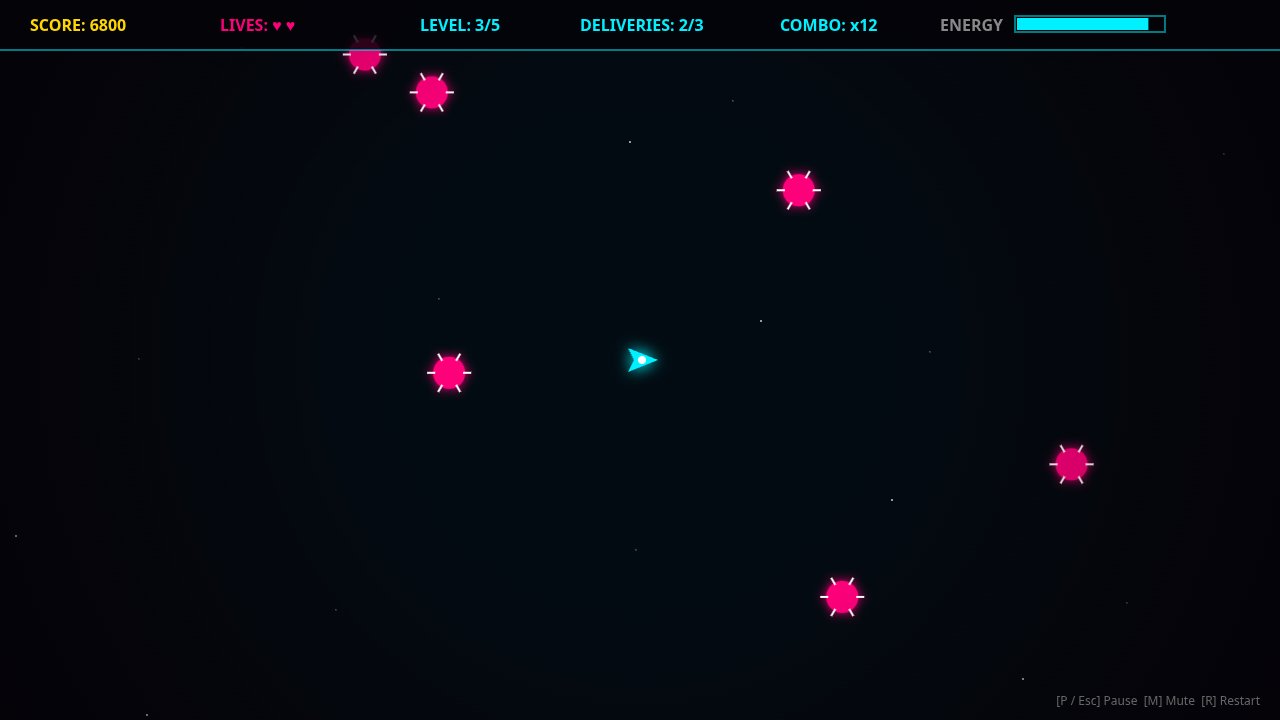 SCORE: 6800 LIVES: ♥ ♥ LEVEL: 3/5 DELIVERIES: 2/3 COMBO: x12 ENERGY
[P / Esc] Pause [M] Mute [R] Restart